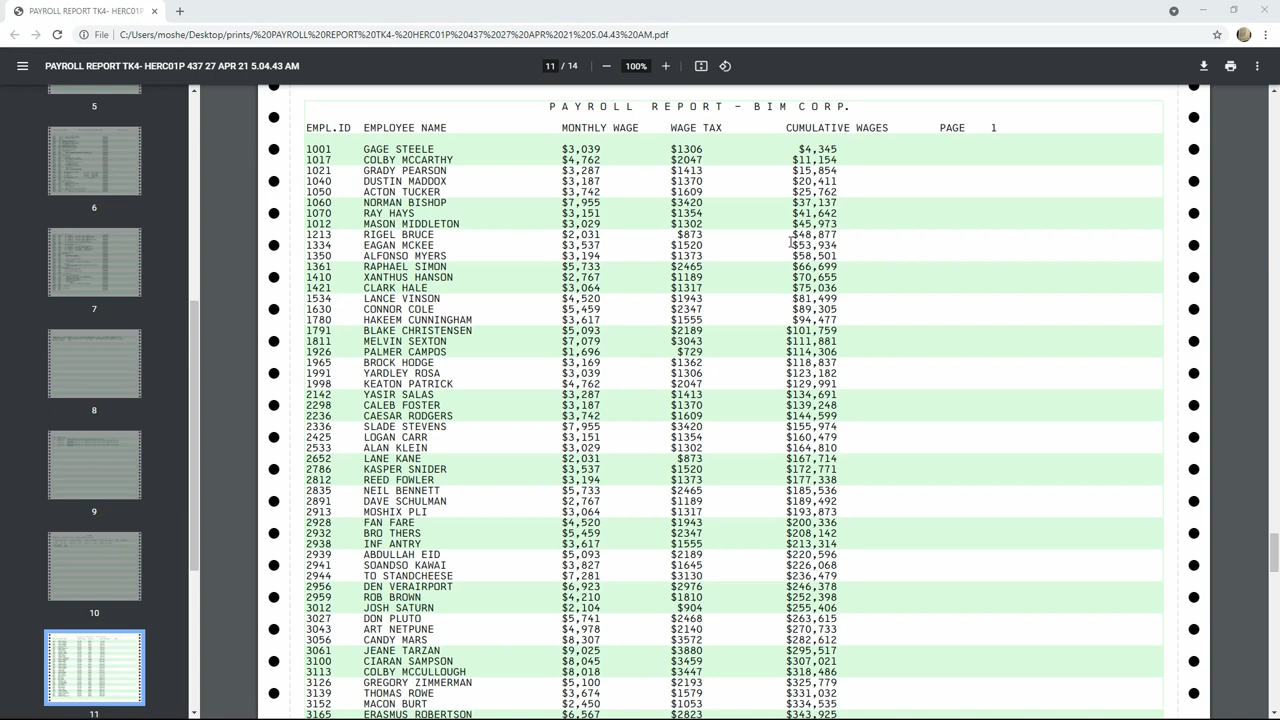 PAYROLL REPORT TK4- HERC01P
File
C:/Users/moshe/Desktop/prints/%20PAYROLL%20REPORT%20TK4-%20HERC01P%20437%2027%20APR%2021%205.04.43%20AM.pdf
PAYROLL REPORT TK4- HERC01P 437 27 APR 21 5.04.43 AM
11 / 14
100%
5
6
7
8
9
10
11
P A Y R O L L   R E P O R T - B I M C O R P.
EMPL.ID EMPLOYEE NAME MONTHLY WAGE WAGE TAX CUMULATIVE WAGES PAGE 1
1001 GAGE STEELE $3,039 $1306 $4,345
1017 COLBY MCCARTHY $4,762 $2047 $11,154
1021 GRADY PEARSON $3,287 $1413 $15,854
1040 DUSTIN MADDOX $3,187 $1370 $20,411
1050 ACTON TUCKER $3,742 $1609 $25,762
1060 NORMAN BISHOP $7,955 $3420 $37,137
1070 RAY HAYS $3,151 $1354 $41,642
1012 MASON MIDDLETON $3,029 $1302 $45,973
1213 RIGEL BRUCE $2,031 $873 $48,877
1334 EAGAN MCKEE $3,537 $1520 $53,934
1350 ALFONSO MYERS $3,194 $1373 $58,501
1361 RAPHAEL SIMON $5,733 $2465 $66,699
1410 XANTHUS HANSON $2,767 $1189 $70,655
1421 CLARK HALE $3,064 $1317 $75,036
1534 LANCE VINSON $4,520 $1943 $81,499
1630 CONNOR COLE $5,459 $2347 $89,305
1780 HAKEEM CUNNINGHAM $3,617 $1555 $94,477
1791 BLAKE CHRISTENSEN $5,093 $2189 $101,759
1811 MELVIN SEXTON $7,079 $3043 $111,881
1926 PALMER CAMPOS $1,696 $729 $114,306
1965 BROCK HODGE $3,169 $1362 $118,837
1991 YARDLEY ROSA $3,039 $1306 $123,182
1998 KEATON PATRICK $4,762 $2047 $129,991
2142 YASIR SALAS $3,287 $1413 $134,691
2298 CALEB FOSTER $3,187 $1370 $139,248
2236 CAESAR RODGERS $3,742 $1609 $144,599
2336 SLADE STEVENS $7,955 $3420 $155,974
2425 LOGAN CARR $3,151 $1354 $160,479
2533 ALAN KLEIN $3,029 $1302 $164,810
2652 LANE KANE $2,031 $873 $167,714
2786 KASPER SNIDER $3,537 $1520 $172,771
2812 REED FOWLER $3,194 $1373 $177,338
2835 NEIL BENNETT $5,733 $2465 $185,536
2891 DAVE SCHULMAN $2,767 $1189 $189,492
2913 MOSHIX PLI $3,064 $1317 $193,873
2928 FAN FARE $4,520 $1943 $200,336
2932 BRO THERS $5,459 $2347 $208,142
2938 INF ANTRY $3,617 $1555 $213,314
2939 ABDULLAH EID $5,093 $2189 $220,596
2941 SOANDSO KAWAI $3,827 $1645 $226,068
2944 TO STANDCHEESE $7,281 $3130 $236,479
2956 DEN VERAIRPORT $6,923 $2976 $246,378
2959 ROB BROWN $4,210 $1810 $252,398
3012 JOSH SATURN $2,104 $904 $255,406
3027 DON PLUTO $5,741 $2468 $263,615
3043 ART NETPUNE $4,978 $2140 $270,733
3056 CANDY MARS $8,307 $3572 $282,612
3061 JEANE TARZAN $9,025 $3880 $295,517
3100 CIARAN SAMPSON $8,045 $3459 $307,021
3113 COLBY MCCULLOUGH $8,018 $3447 $318,486
3126 GREGORY ZIMMERMAN $5,100 $2193 $325,779
3139 THOMAS ROWE $3,674 $1579 $331,032
3152 MACON BURT $2,450 $1053 $334,535
3165 ERASMUS ROBERTSON $6,567 $2823 $343,925